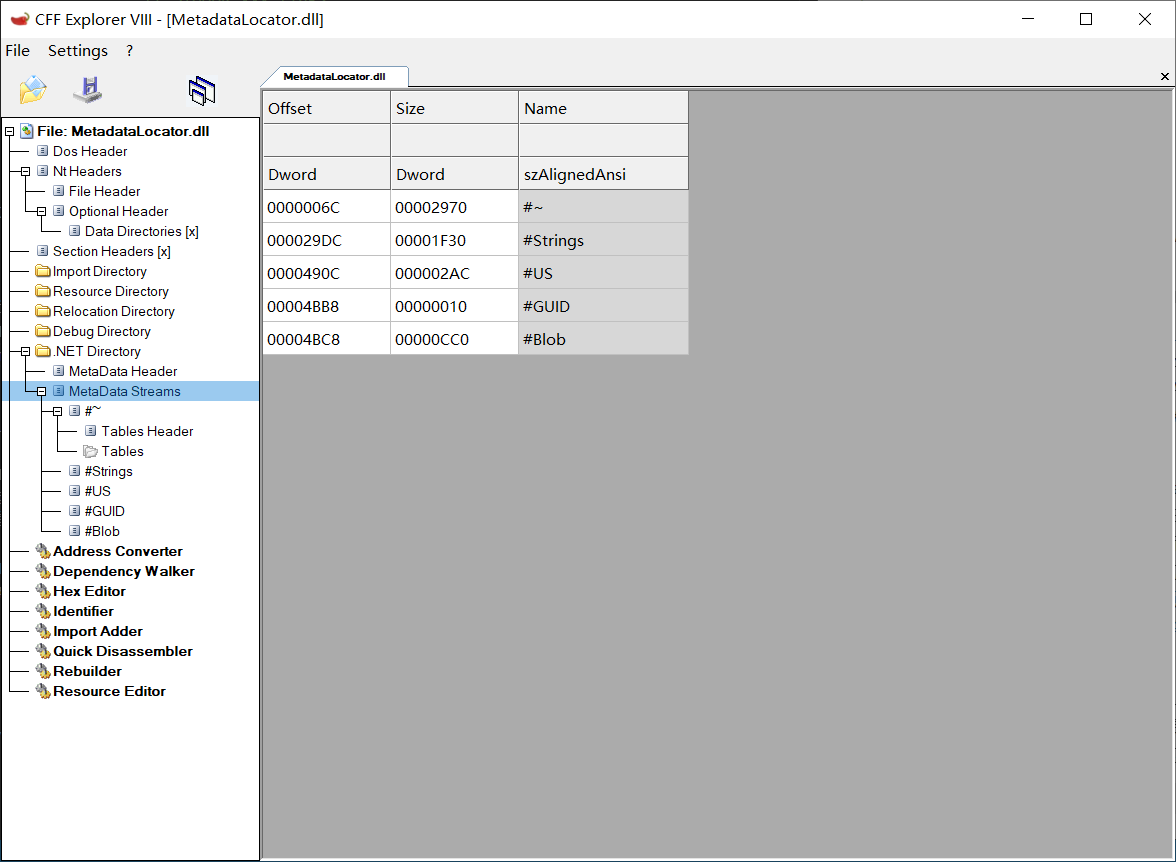 CFF Explorer VIII - [MetadataLocator.dll]
File Settings ?
MetadataLocator.dll
File: MetadataLocator.dll
Dos Header
Nt Headers
File Header
Optional Header
Data Directories [x]
Section Headers [x]
Import Directory
Resource Directory
Relocation Directory
Debug Directory
.NET Directory
MetaData Header
MetaData Streams
#~
Tables Header
Tables
#Strings
#US
#GUID
#Blob
Address Converter
Dependency Walker
Hex Editor
Identifier
Import Adder
Quick Disassembler
Rebuilder
Resource Editor
Offset Size Name
Dword Dword szAlignedAnsi
0000006C 00002970 #~
000029DC 00001F30 #Strings
0000490C 000002AC #US
00004BB8 00000010 #GUID
00004BC8 00000CC0 #Blob